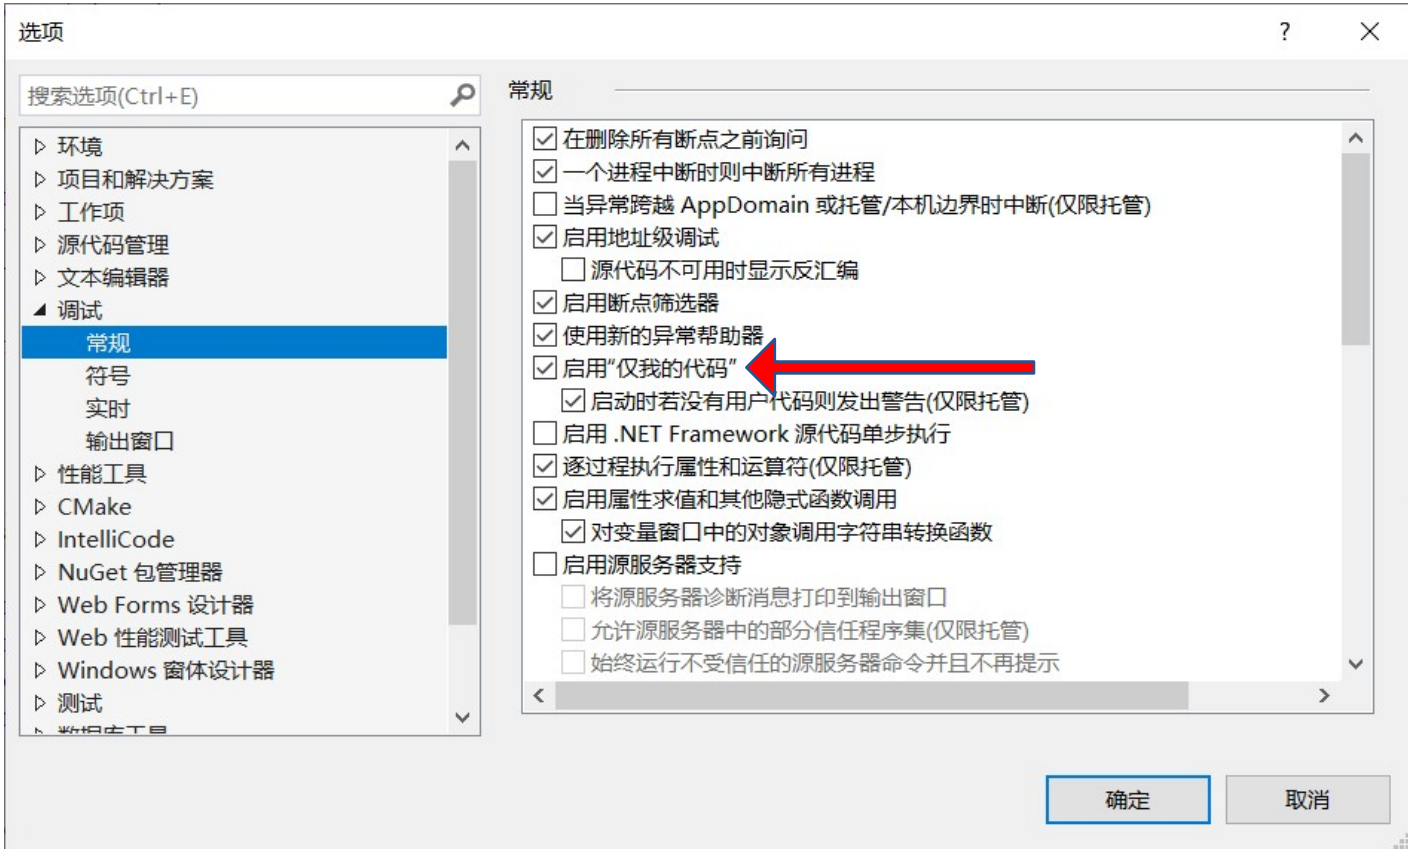 选项
?
搜索选项(Ctrl+E)
环境
项目和解决方案
工作项
源代码管理
文本编辑器
调试
常规
符号
实时
输出窗口
性能工具
CMake
IntelliCode
NuGet 包管理器
Web Forms 设计器
Web 性能测试工具
Windows 窗体设计器
测试
数据库工具
常规
在删除所有断点之前询问
一个进程中断时则中断所有进程
当异常跨越 AppDomain 或托管/本机边界时中断(仅限托管)
启用地址级调试
源代码不可用时显示反汇编
启用断点筛选器
使用新的异常帮助器
启用“仅我的代码”
启动时若没有用户代码则发出警告(仅限托管)
启用 .NET Framework 源代码单步执行
逐过程执行属性和运算符(仅限托管)
启用属性求值和其他隐式函数调用
对变量窗口中的对象调用字符串转换函数
启用源服务器支持
将源服务器诊断消息打印到输出窗口
允许源服务器中的部分信任程序集(仅限托管)
始终运行不受信任的源服务器命令并且不再提示
确定
取消